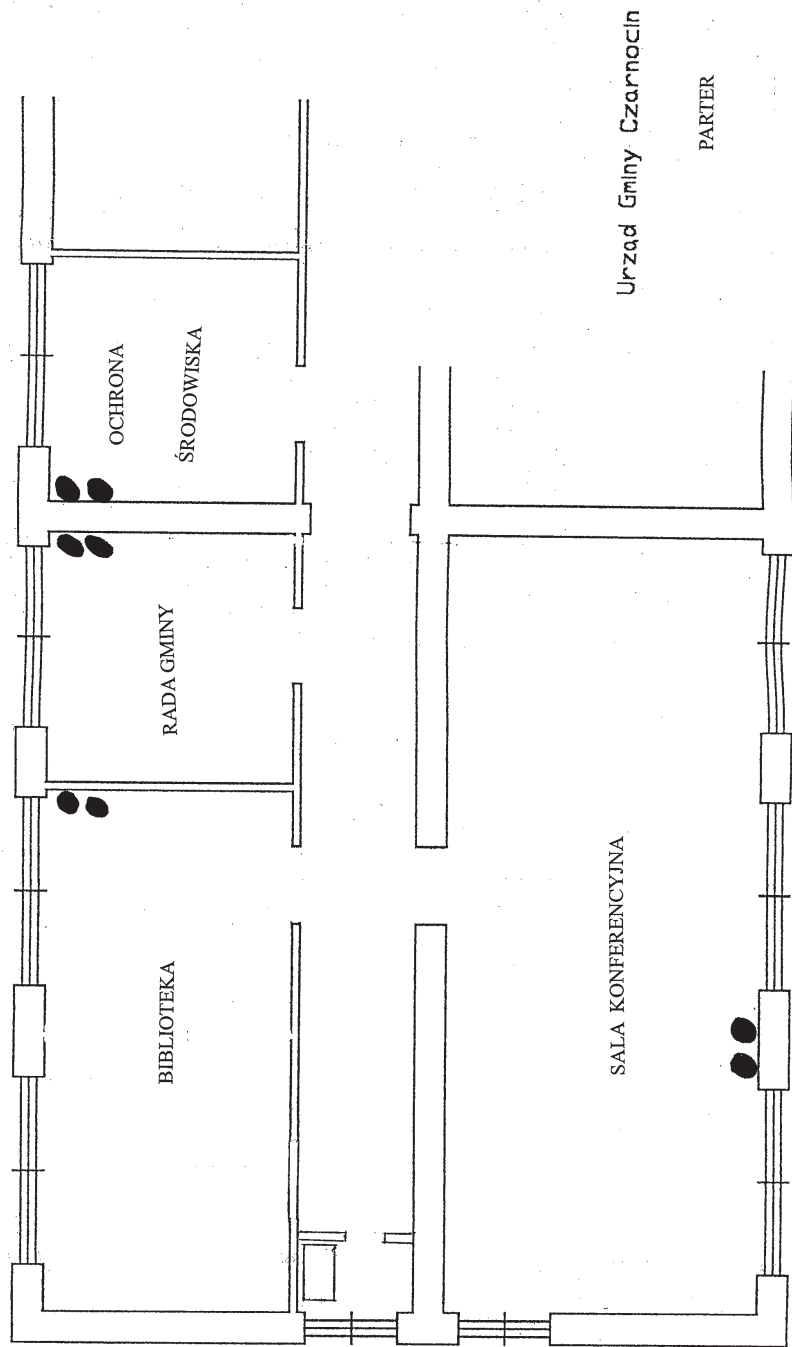 BIBLIOTEKA
RADA GMINY
OCHRONA
ŚRODOWISKA
SALA KONFERENCYJNA
Urząd Gminy Czarnocin
PARTER